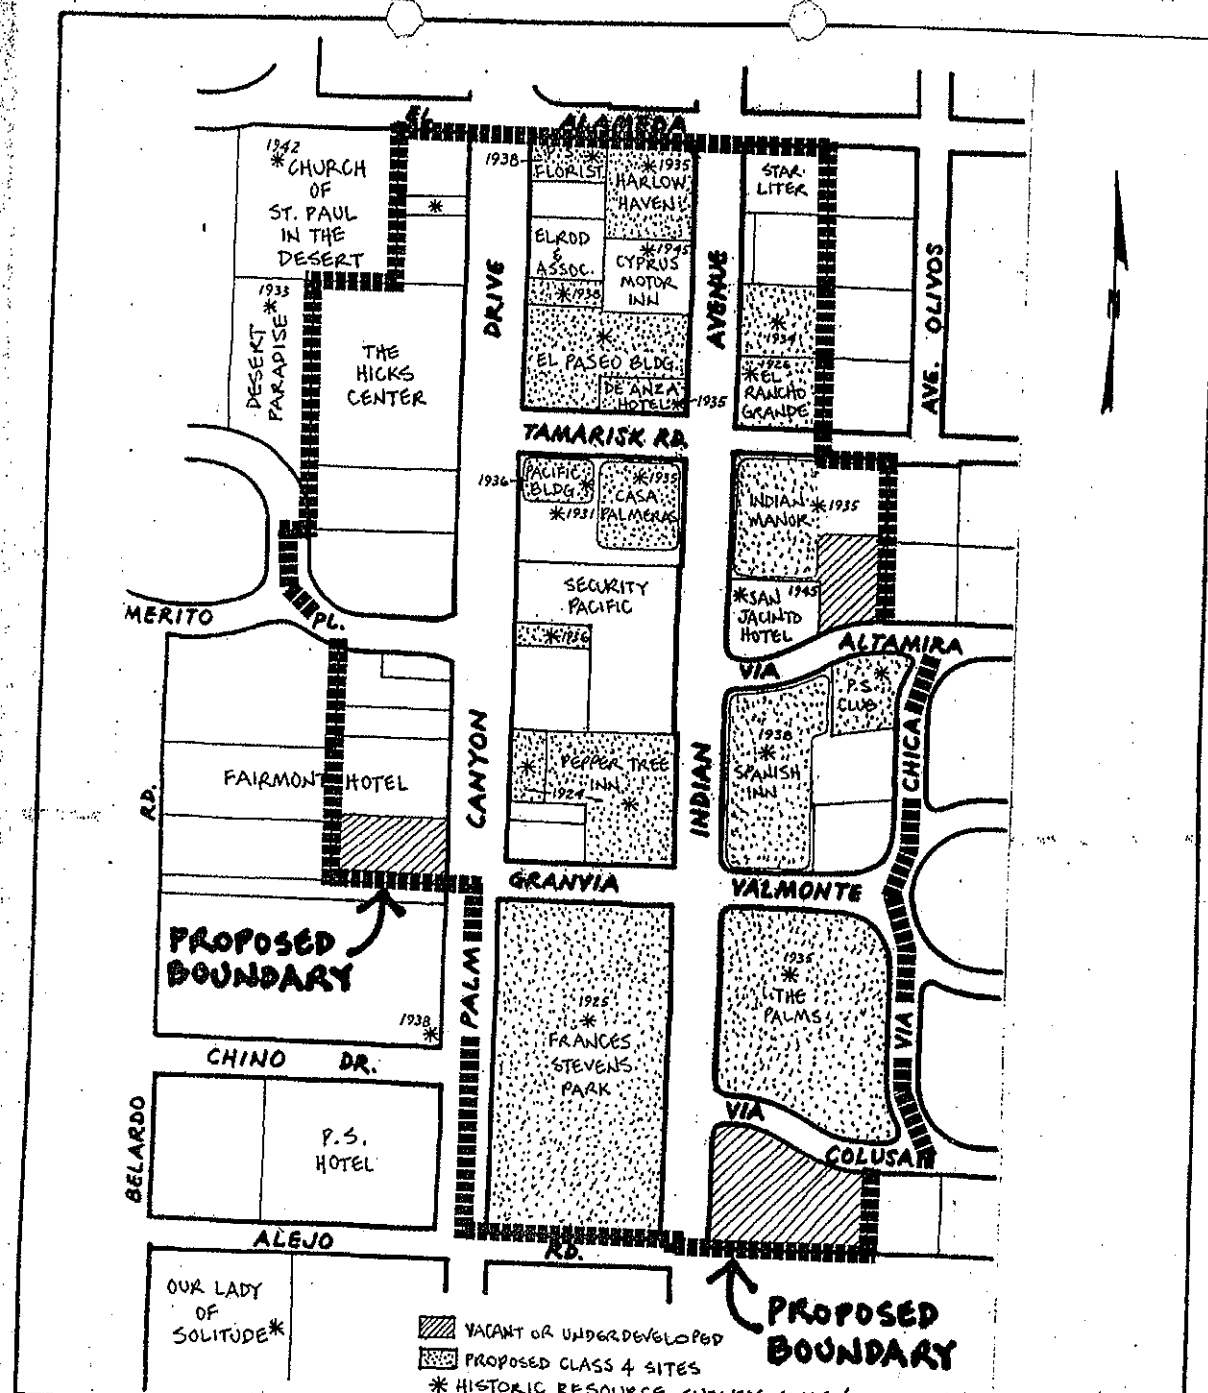 EL
ALAMEDA
1942
* CHURCH
OF
ST. PAUL
IN THE
DESERT
*
1938
FLORIST
*
* 1935
HARLOW
HAVEN
STAR
LITER
ELROD
&
ASSOC.
* 1945
CYPRUS
MOTOR
INN
DRIVE
AVENUE
AVE. OLIVOS
N
1933
*
DESERT
PARADISE
THE
HICKS
CENTER
* 1938
*
EL PASEO BLDG.
DE ANZA
HOTEL *
1935
*
1934
1926
* EL
RANCHO
GRANDE
TAMARISK RD.
1936
PACIFIC
BLDG. *
* 1931
* 1935
CASA
PALMERAS
INDIAN
MANOR
* 1935
SECURITY
PACIFIC
* 1936
* SAN 1945
JACINTO
HOTEL
MERITO
PL.
VIA
ALTAMIRA
*
P.S.
CLUB
RD.
FAIRMONT HOTEL
CANYON
*
PEPPER TREE
INN
1924
*
INDIAN
1938
*
SPANISH
INN
CHICA
GRANVIA
VALMONTE
PROPOSED
BOUNDARY
PALM
1925
*
FRANCES
STEVENS
PARK
1935
*
THE
PALMS
VIA
1938
*
CHINO DR.
VIA
COLUSA
BELARDO
P.S.
HOTEL
ALEJO
RD.
OUR LADY
OF
SOLITUDE *
PROPOSED
BOUNDARY
VACANT OR UNDERDEVELOPED
PROPOSED CLASS 4 SITES
* HISTORIC RESOURCE